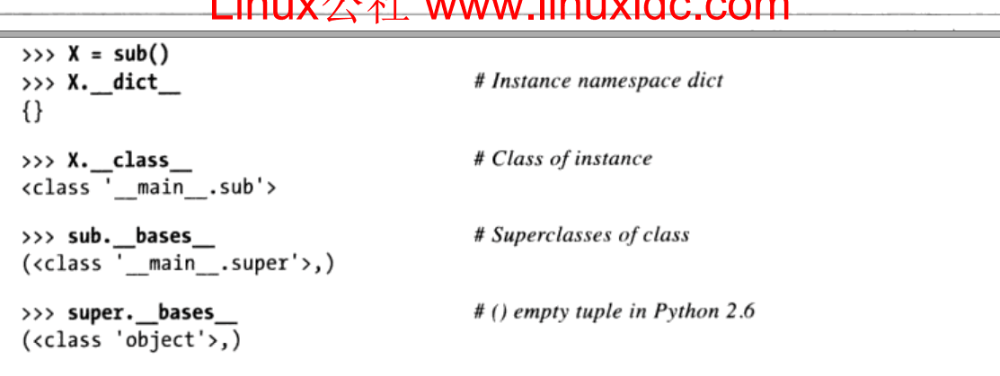 Linux公社 www.linuxidc.com
>>> X = sub()
>>> X.__dict__ # Instance namespace dict
{}
>>> X.__class__ # Class of instance
<class '__main__.sub'>
>>> sub.__bases__ # Superclasses of class
(<class '__main__.super'>,)
>>> super.__bases__ # () empty tuple in Python 2.6
(<class 'object'>,)